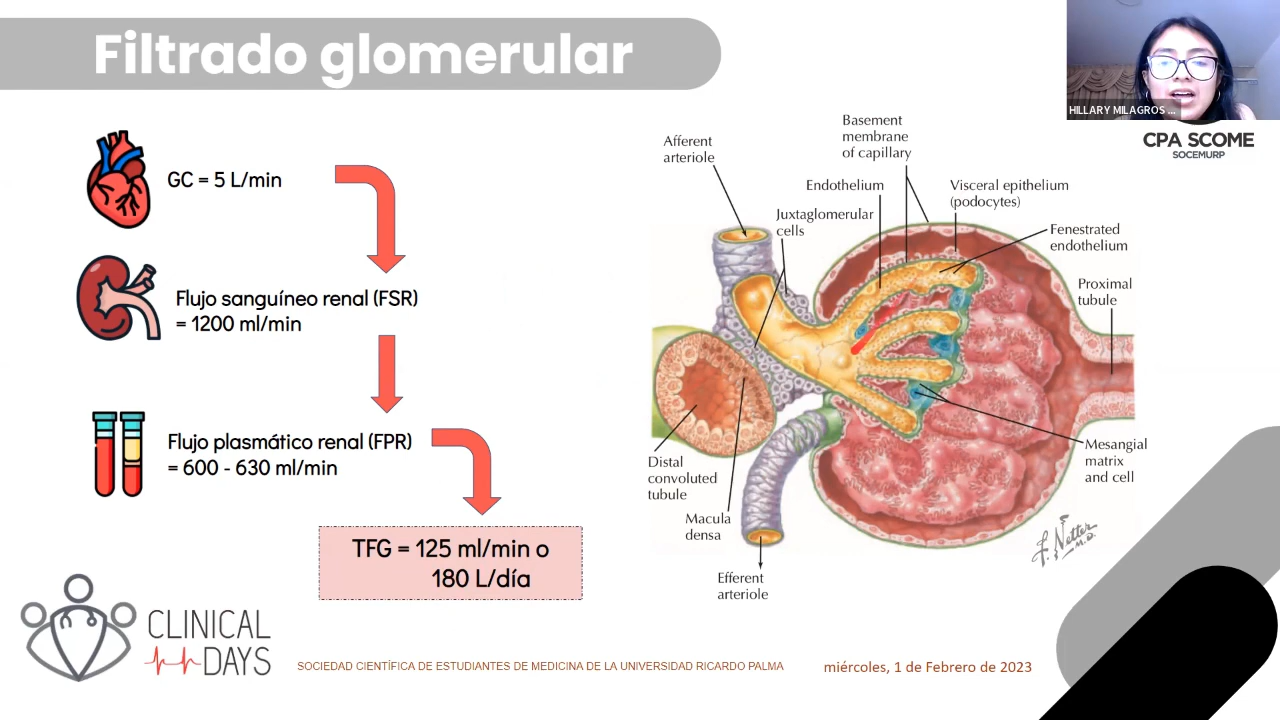 Filtrado glomerular
HILLARY MILAGROS ...
CPA SCOME
SOCEMURP
GC = 5 L/min
Flujo sanguíneo renal (FSR)
= 1200 ml/min
Flujo plasmático renal (FPR)
= 600 - 630 ml/min
TFG = 125 ml/min o
180 L/día
Afferent
arteriole
Basement
membrane
of capillary
Endothelium
Juxtaglomerular
cells
Visceral epithelium
(podocytes)
Fenestrated
endothelium
Proximal
tubule
Mesangial
matrix
and cell
Distal
convoluted
tubule
Macula
densa
Efferent
arteriole
F. Netter
M.D.
CLINICAL
DAYS
SOCIEDAD CIENTÍFICA DE ESTUDIANTES DE MEDICINA DE LA UNIVERSIDAD RICARDO PALMA
miércoles, 1 de Febrero de 2023